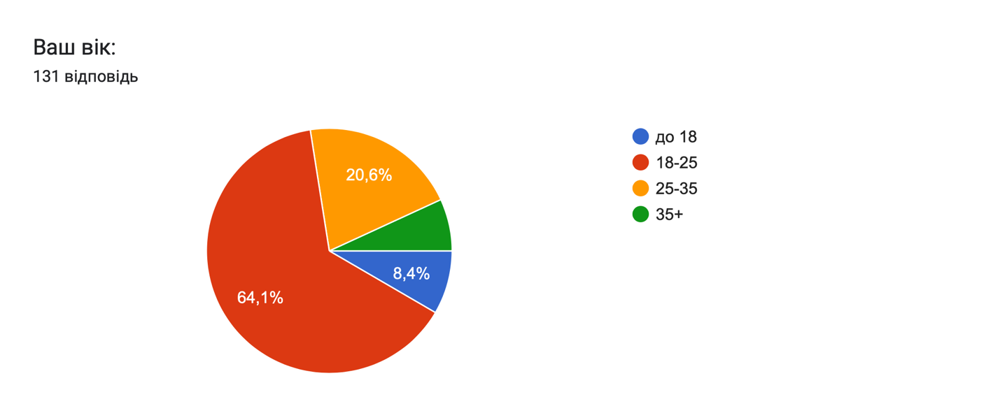 Ваш вік:
131 відповідь
20,6%
8,4%
64,1%
до 18
18-25
25-35
35+